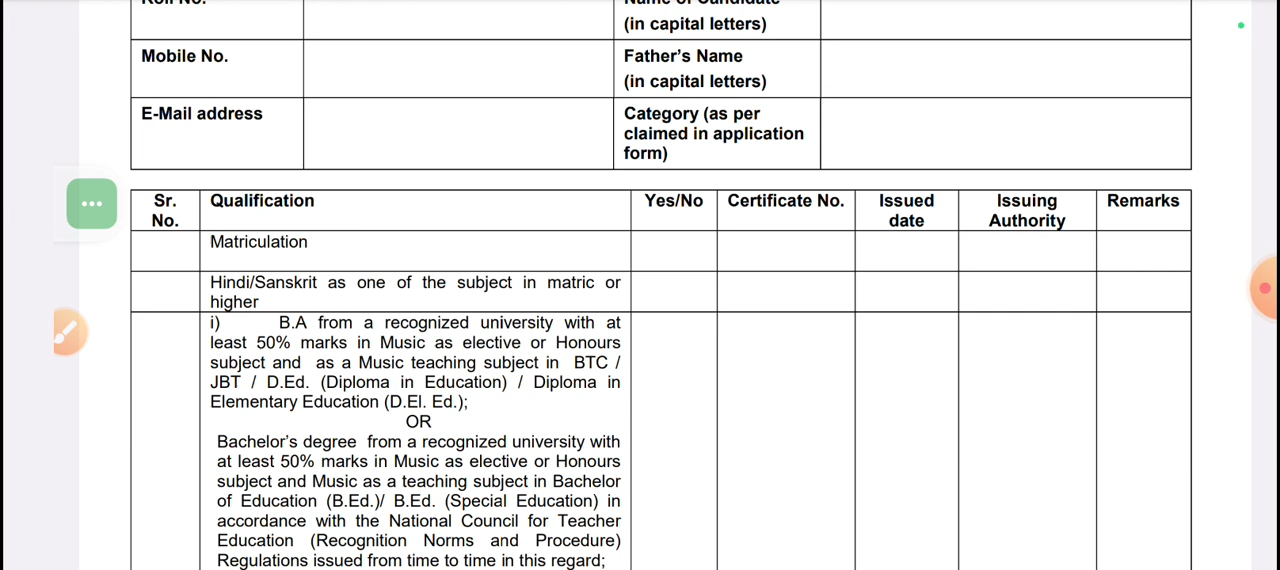 Roll No.
Name of Candidate
(in capital letters)
Mobile No.
Father's Name
(in capital letters)
E-Mail address
Category (as per
claimed in application
form)
Sr.
No.
Qualification
Yes/No
Certificate No.
Issued
date
Issuing
Authority
Remarks
Matriculation
Hindi/Sanskrit as one of the subject in matric or
higher
i) B.A from a recognized university with at
least 50% marks in Music as elective or Honours
subject and as a Music teaching subject in BTC /
JBT / D.Ed. (Diploma in Education) / Diploma in
Elementary Education (D.El. Ed.);
OR
Bachelor's degree from a recognized university with
at least 50% marks in Music as elective or Honours
subject and Music as a teaching subject in Bachelor
of Education (B.Ed.)/ B.Ed. (Special Education) in
accordance with the National Council for Teacher
Education (Recognition Norms and Procedure)
Regulations issued from time to time in this regard;